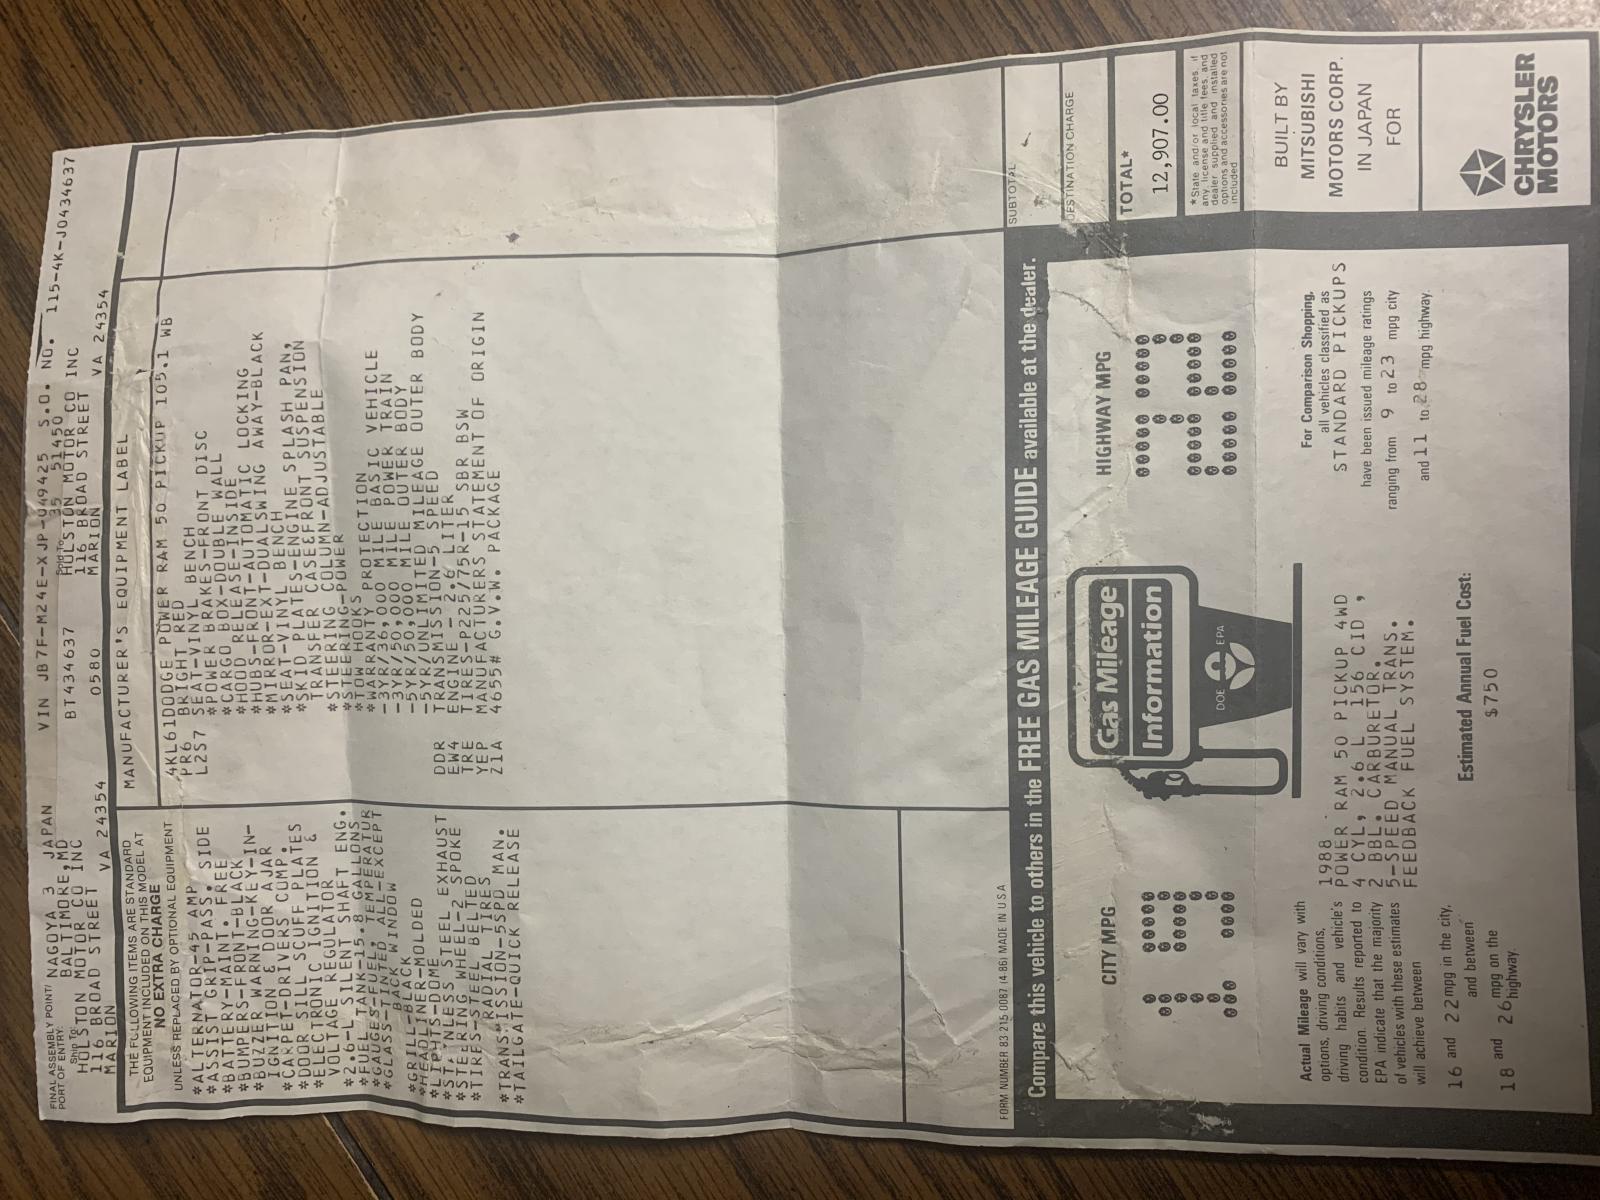 FINAL ASSEMBLY POINT/ NAGOYA 3 JAPAN
PORT OF ENTRY: BALTIMORE,MD
VIN JB7F-M24E-XJP-049425 S.O. NO. 115-4K-J0434637
Ship To:
HOLSTON MOTOR CO INC
116 BROAD STREET
MARION VA 24354
BT434637
0580
35 51450
Sold To:
HOLSTON MOTOR CO INC
116 BROAD STREET
MARION VA 24354
THE FOLLOWING ITEMS ARE STANDARD
EQUIPMENT INCLUDED ON THIS MODEL AT
NO EXTRA CHARGE
UNLESS REPLACED BY OPTIONAL EQUIPMENT
*ALTERNATOR-45 AMP
*ASSIST GRIP-PASS. SIDE
*BATTERY-MAINT. FREE
*BUMPERS-FRONT-BLACK
*BUZZER WARNING-KEY-IN-
IGNITION & DOOR AJAR
*CARPET-DRIVERS COMP.
*DOOR SILL SCUFF PLATES
*ELECTRONIC IGNITION &
VOLTAGE REGULATOR
*2.6-L SILENT SHAFT ENG.
*FUEL TANK-15.8 GALLONS
*GAUGES-FUEL, TEMPERATUR
*GLASS-TINTED, ALL-EXCEPT
BACK WINDOW
*GRILL-BLACK
*HEADLINER-MOLDED
*LIGHTS-DOME
*STAINLESS STEEL EXHAUST
*STEERINGWHEEL-2 SPOKE
*TIRES-STEEL BELTED
RADIAL TIRES
*TRANSMISSION-5SPD MAN.
*TAILGATE-QUICK RELEASE
MANUFACTURER'S EQUIPMENT LABEL
4KL61DODGE POWER RAM 50 PICKUP 105.1 WB
PR6 BRIGHT RED
L2S7 SEAT-VINYL BENCH
*POWER BRAKES-FRONT DISC
*CARGO BOX-DOUBLE WALL
*HOOD RELEASE-INSIDE
*HUBS-FRONT-AUTOMATIC LOCKING
*MIRROR-EXT-DUALSWING AWAY-BLACK
*SEAT-VINYL BENCH
*SKID PLATES-ENGINE SPLASH PAN,
TRANSFER CASE&FRONT SUSPENSION
*STEERING COLUMN-ADJUSTABLE
*STEERING-POWER
*TOW HOOKS
*WARRANTY PROTECTION
-3YR/36,000 MILE BASIC VEHICLE
-3YR/50,000 MILE POWER TRAIN
-5YR/50,000 MILE OUTER BODY
-5YR/UNLIMITED MILEAGE OUTER BODY
DDR TRANSMISSION-5 SPEED
EW4 ENGINE - 2.6 LITER
TRE TIRES-P225/75R-15 SBR BSW
YEP MANUFACTURERS STATEMENT OF ORIGIN
Z1A 4655# G.V.W. PACKAGE
FORM NUMBER 83 215 0087 (4-86) MADE IN U S A
SUBTOTAL
DESTINATION CHARGE
TOTAL*
12,907.00
*State and/or local taxes, if
any, license and title fees, and
dealer supplied and installed
options and accessories are not
included
BUILT BY
MITSUBISHI
MOTORS CORP.
IN JAPAN
FOR
CHRYSLER
MOTORS
Compare this vehicle to others in the FREE GAS MILEAGE GUIDE available at the dealer.
CITY MPG
19
Gas Mileage
Information
DOE EPA
HIGHWAY MPG
22
Actual Mileage will vary with
options, driving conditions,
driving habits and vehicle's
condition. Results reported to
EPA indicate that the majority
of vehicles with these estimates
will achieve between
16 and 22 mpg in the city,
and between
18 and 26 mpg on the
highway.
1988
POWER RAM 50 PICKUP 4WD
4 CYL, 2.6 L 156 CID ,
2 BBL. CARBURETOR.
5-SPEED MANUAL TRANS.
FEEDBACK FUEL SYSTEM.
Estimated Annual Fuel Cost:
$750
For Comparison Shopping,
all vehicles classified as
STANDARD PICKUPS
have been issued mileage ratings
ranging from 9 to 23 mpg city
and 11 to 28 mpg highway.